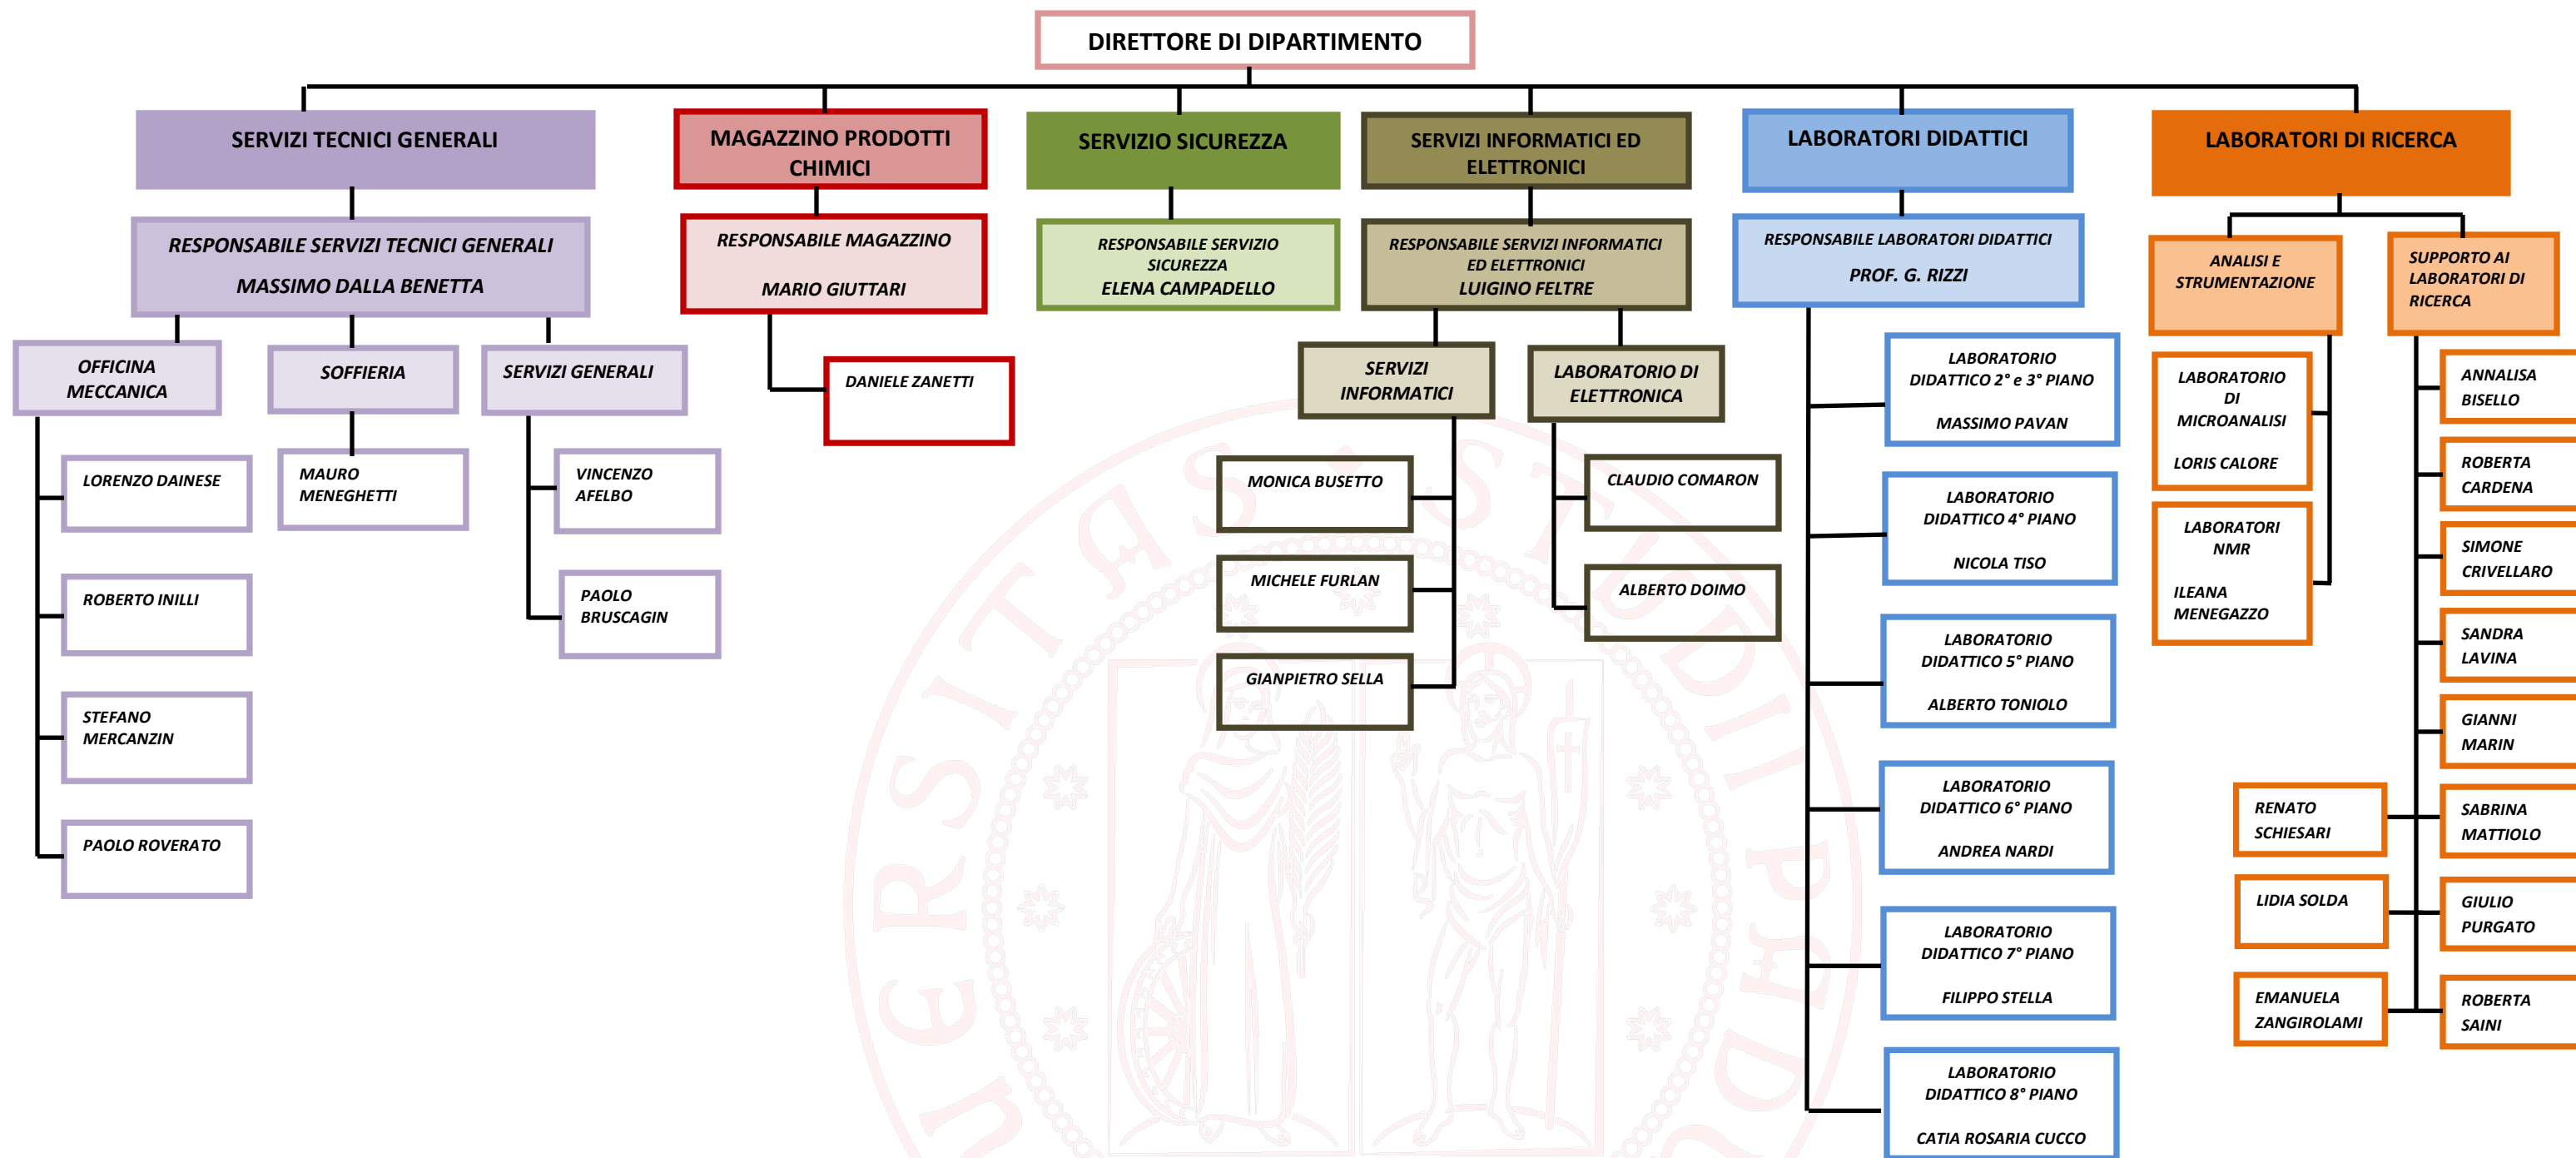 DIRETTORE DI DIPARTIMENTO
SERVIZI TECNICI GENERALI
RESPONSABILE SERVIZI TECNICI GENERALI
MASSIMO DALLA BENETTA
OFFICINA
MECCANICA
LORENZO DAINESE
ROBERTO INILLI
STEFANO
MERCANZIN
PAOLO ROVERATO
SOFFIERIA
MAURO
MENEGHETTI
SERVIZI GENERALI
VINCENZO
AFELBO
PAOLO
BRUSCAGIN
MAGAZZINO PRODOTTI
CHIMICI
RESPONSABILE MAGAZZINO
MARIO GIUTTARI
DANIELE ZANETTI
SERVIZIO SICUREZZA
RESPONSABILE SERVIZIO
SICUREZZA
ELENA CAMPADELLO
SERVIZI INFORMATICI ED
ELETTRONICI
RESPONSABILE SERVIZI INFORMATICI
ED ELETTRONICI
LUIGINO FELTRE
SERVIZI
INFORMATICI
MONICA BUSETTO
MICHELE FURLAN
GIANPIETRO SELLA
LABORATORIO DI
ELETTRONICA
CLAUDIO COMARON
ALBERTO DOIMO
LABORATORI DIDATTICI
RESPONSABILE LABORATORI DIDATTICI
PROF. G. RIZZI
LABORATORIO
DIDATTICO 2° e 3° PIANO
MASSIMO PAVAN
LABORATORIO
DIDATTICO 4° PIANO
NICOLA TISO
LABORATORIO
DIDATTICO 5° PIANO
ALBERTO TONIOLO
LABORATORIO
DIDATTICO 6° PIANO
ANDREA NARDI
LABORATORIO
DIDATTICO 7° PIANO
FILIPPO STELLA
LABORATORIO
DIDATTICO 8° PIANO
CATIA ROSARIA CUCCO
LABORATORI DI RICERCA
ANALISI E
STRUMENTAZIONE
LABORATORIO
DI
MICROANALISI
LORIS CALORE
LABORATORI
NMR
ILEANA
MENEGAZZO
SUPPORTO AI
LABORATORI DI
RICERCA
ANNALISA
BISELLO
ROBERTA
CARDENA
SIMONE
CRIVELLARO
SANDRA
LAVINA
GIANNI
MARIN
RENATO
SCHIESARI
SABRINA
MATTIOLO
LIDIA SOLDA
GIULIO
PURGATO
EMANUELA
ZANGIROLAMI
ROBERTA
SAINI